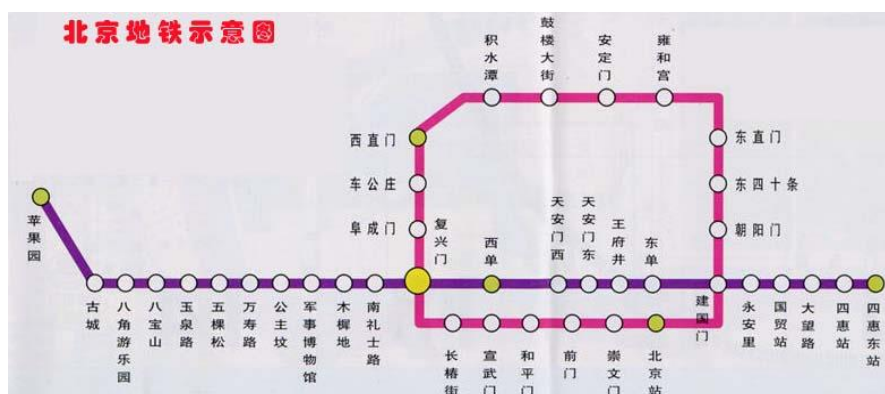 北京地铁示意图
积水潭
鼓楼大街
安定门
雍和宫
西直门
车公庄
阜成门
东直门
东四十条
朝阳门
苹果园
复兴门
西单
天安门西
天安门东
王府井
东单
古城
八角游乐园
八宝山
玉泉路
五棵松
万寿路
公主坟
军事博物馆
木樨地
南礼士路
建国门
永安里
国贸站
大望路
四惠站
四惠东站
长椿街
宣武门
和平门
前门
崇文门
北京站